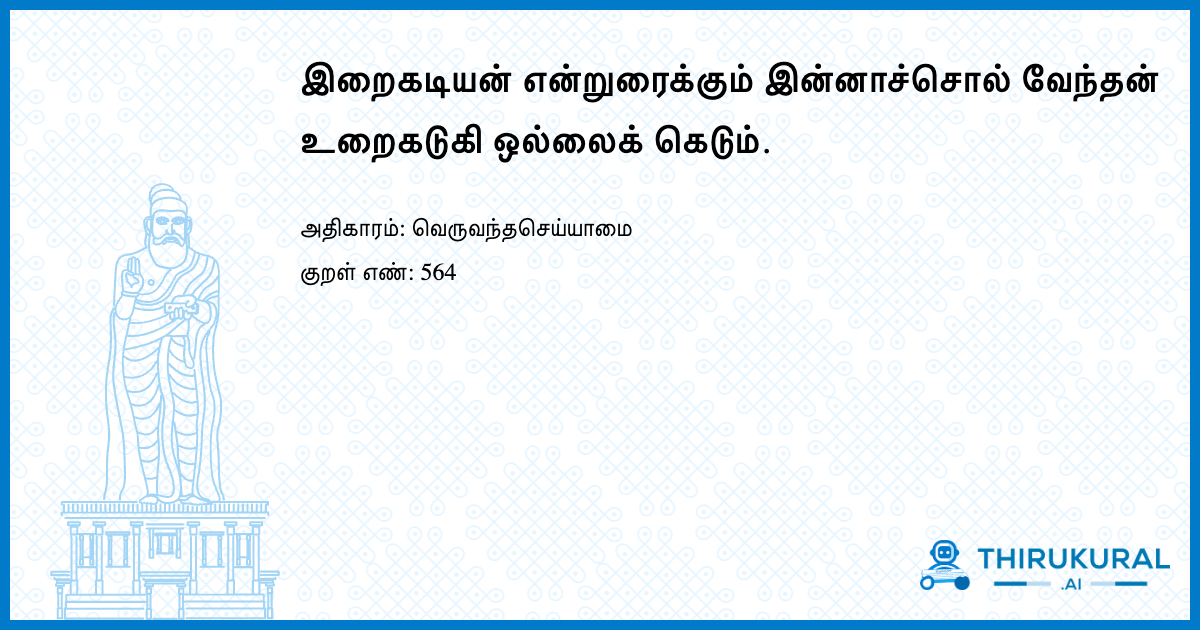 இறைகடியன் என்றுரைக்கும் இன்னாச்சொல் வேந்தன்
உறைகடுகி ஒல்லைக் கெடும்.
அதிகாரம்: வெருவந்தசெய்யாமை
குறள் எண்: 564
THIRUKURAL
.AI